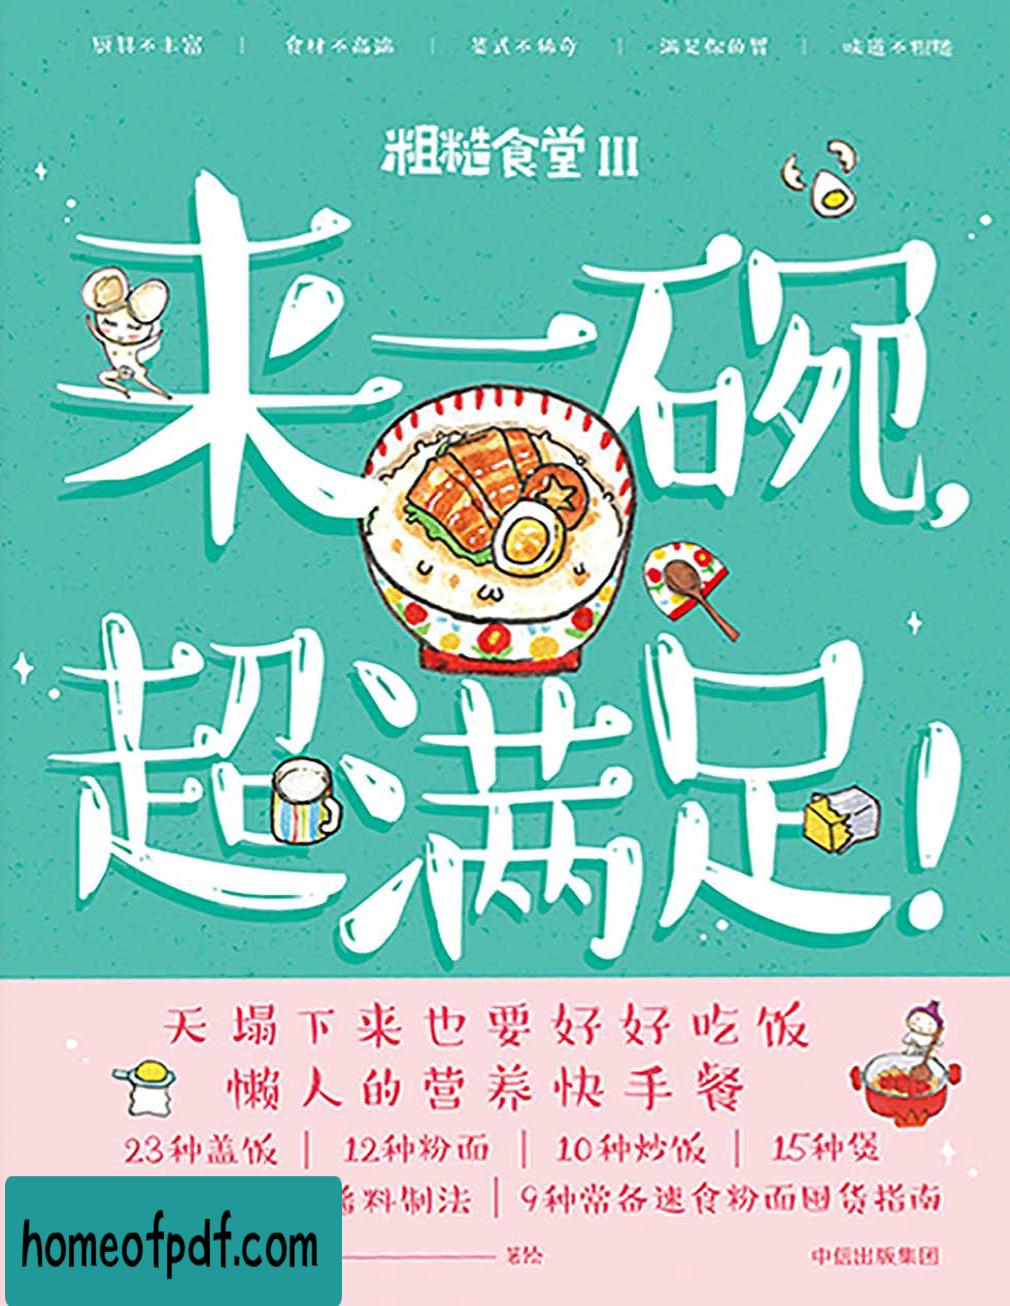 厨具不丰富 | 食材不高端 | 菜式不稀奇 | 满足你的胃 | 味道不粗糙
粗糙食堂 III
来一碗,
超满足!
天塌下来也要好好吃饭
懒人的营养快手餐
23种盖饭 | 12种粉面 | 10种炒饭 | 15种煲
酱料制法 | 9种常备速食粉面囤货指南
homeofpdf.com
著绘
中信出版集团